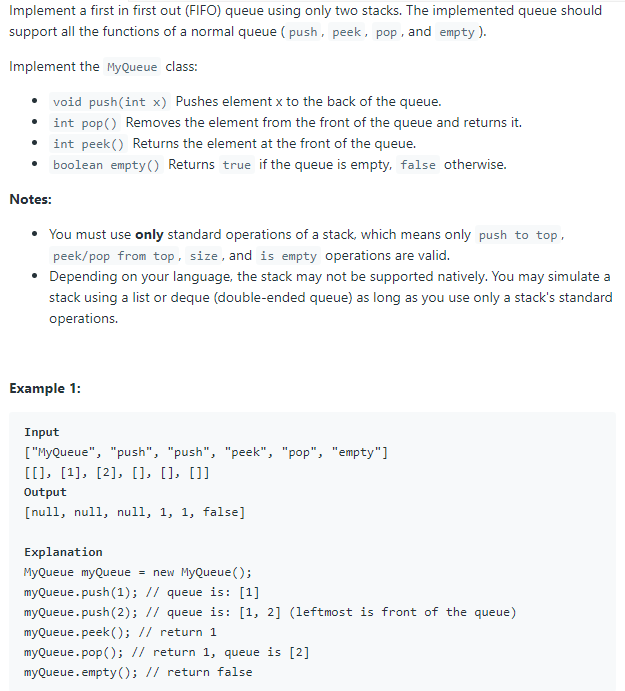 Implement a first in first out (FIFO) queue using only two stacks. The implemented queue should
support all the functions of a normal queue ( push , peek , pop , and empty ).
Implement the MyQueue class:
• void push(int x) Pushes element x to the back of the queue.
• int pop() Removes the element from the front of the queue and returns it.
• int peek() Returns the element at the front of the queue.
• boolean empty() Returns true if the queue is empty, false otherwise.
Notes:
• You must use only standard operations of a stack, which means only push to top ,
peek/pop from top , size , and is empty operations are valid.
• Depending on your language, the stack may not be supported natively. You may simulate a
stack using a list or deque (double-ended queue) as long as you use only a stack's standard
operations.
Example 1:
Input
["MyQueue", "push", "push", "peek", "pop", "empty"]
[[], [1], [2], [], [], []]
Output
[null, null, null, 1, 1, false]
Explanation
MyQueue myQueue = new MyQueue();
myQueue.push(1); // queue is: [1]
myQueue.push(2); // queue is: [1, 2] (leftmost is front of the queue)
myQueue.peek(); // return 1
myQueue.pop(); // return 1, queue is [2]
myQueue.empty(); // return false